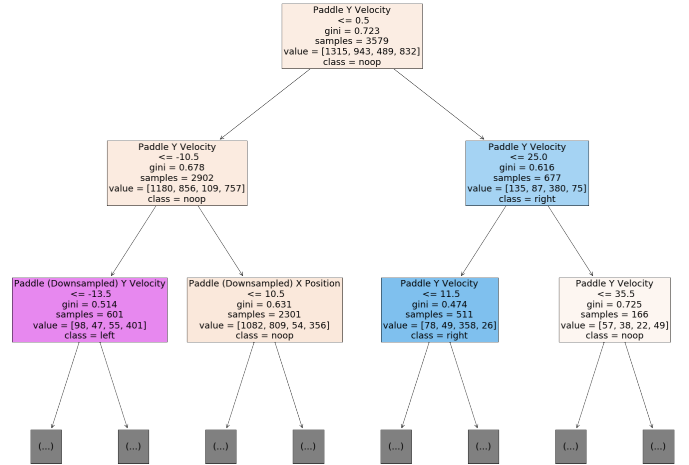 Paddle Y Velocity
<= 0.5
gini = 0.723
samples = 3579
value = [1315, 943, 489, 832]
class = noop
Paddle Y Velocity
<= -10.5
gini = 0.678
samples = 2902
value = [1180, 856, 109, 757]
class = noop
Paddle Y Velocity
<= 25.0
gini = 0.616
samples = 677
value = [135, 87, 380, 75]
class = right
Paddle (Downsampled) Y Velocity
<= -13.5
gini = 0.514
samples = 601
value = [98, 47, 55, 401]
class = left
Paddle (Downsampled) X Position
<= 10.5
gini = 0.631
samples = 2301
value = [1082, 809, 54, 356]
class = noop
Paddle Y Velocity
<= 11.5
gini = 0.474
samples = 511
value = [78, 49, 358, 26]
class = right
Paddle Y Velocity
<= 35.5
gini = 0.725
samples = 166
value = [57, 38, 22, 49]
class = noop
(...)
(...)
(...)
(...)
(...)
(...)
(...)
(...)